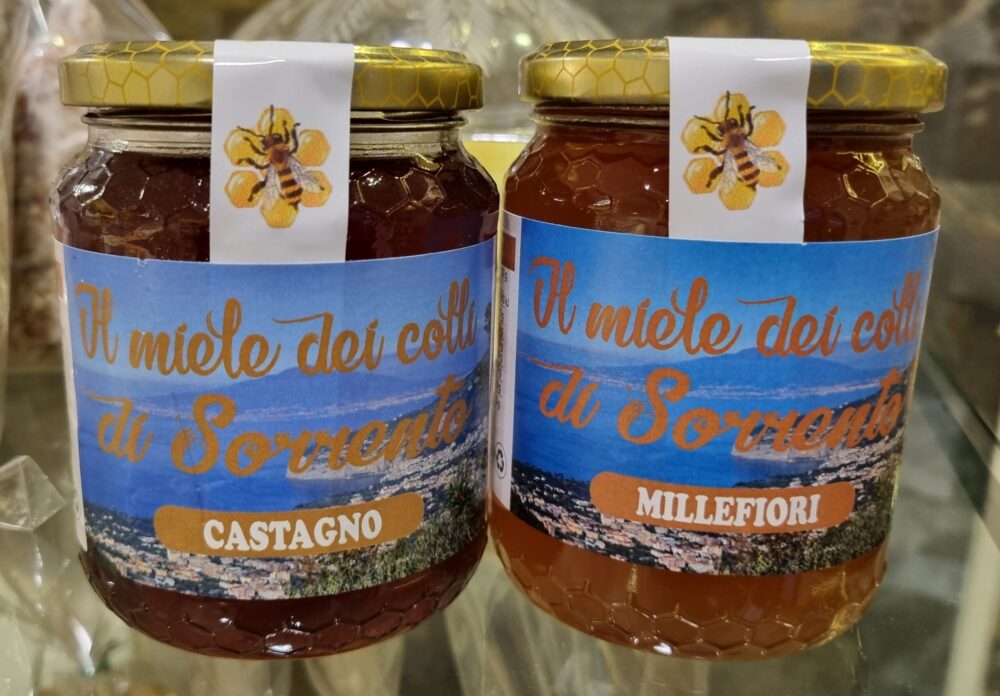 Il miele dei colli
di Sorrento
CASTAGNO
Il miele dei colli
di Sorrento
MILLEFIORI